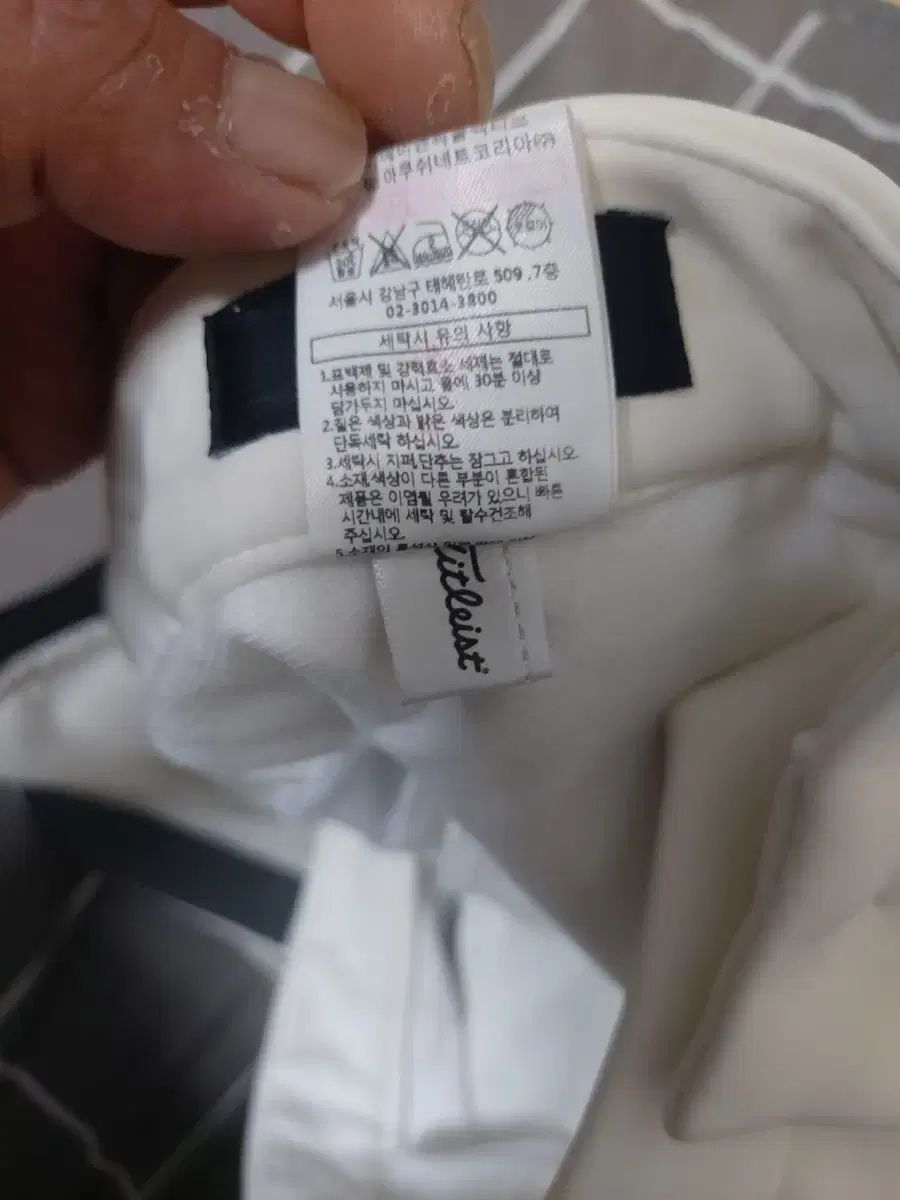 아쿠쉬네트코리아(주)
서울시 강남구 테헤란로 509 ,7층
02-3014-3800
세탁시 유의 사항
1.표백제 및 강력효소 세제는 절대로
사용하지 마시고 물에 30분 이상
담가두지 마십시오.
2.짙은 색상과 밝은 색상은 분리하여
단독세탁 하십시오.
3.세탁시 지퍼,단추는 잠그고 하십시오.
4.소재,색상이 다른 부분이 혼합된
제품은 이염될 우려가 있으니 빠른
시간내에 세탁 및 탈수건조해
주십시오.
5.소재의
Titleist